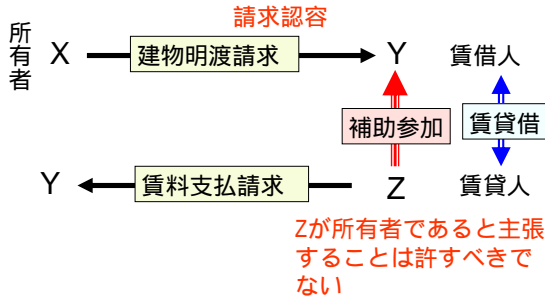 請求認容
所有者
X
建物明渡請求
Y
賃借人
補助参加
賃貸借
Y
賃料支払請求
Z
賃貸人
Zが所有者であると主張
することは許すべきで
ない